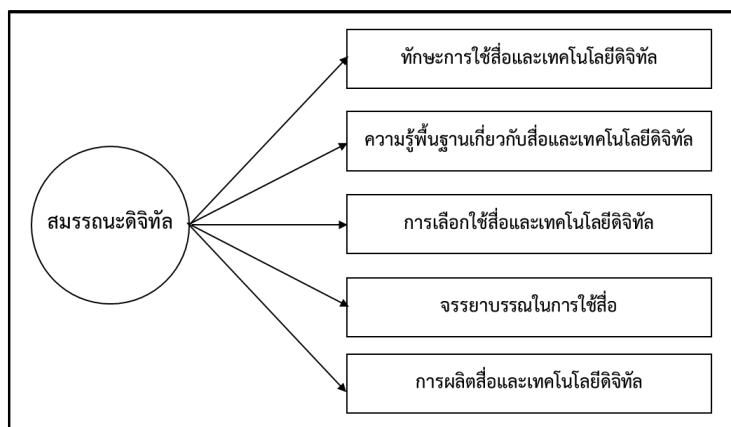 ทักษะการใช้สื่อและเทคโนโลยีดิจิทัล
ความรู้พื้นฐานเกี่ยวกับสื่อและเทคโนโลยีดิจิทัล
สมรรถนะดิจิทัล
การเลือกใช้สื่อและเทคโนโลยีดิจิทัล
จรรยาบรรณในการใช้สื่อ
การผลิตสื่อและเทคโนโลยีดิจิทัล